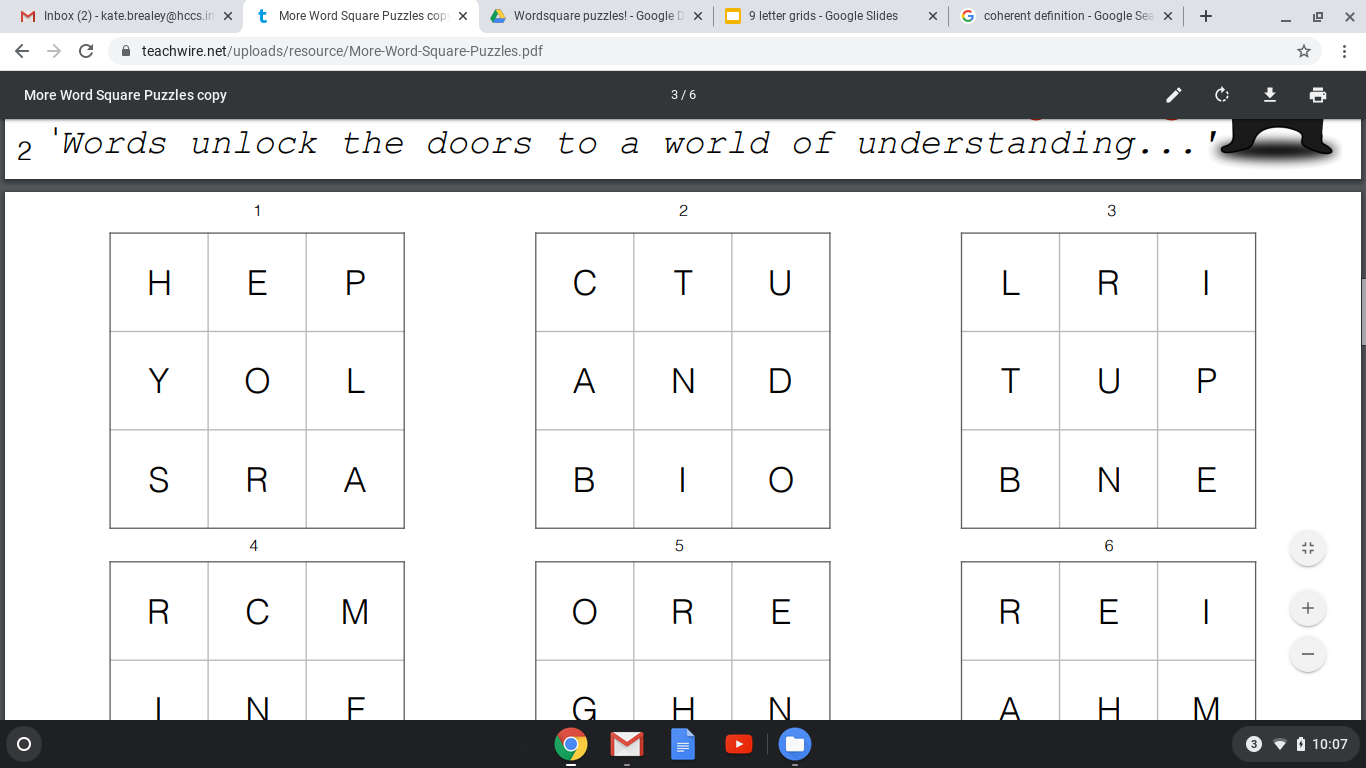 Inbox (2) - kate.brealey@hccs.in
More Word Square Puzzles cop
Wordsquare puzzles! - Google D
9 letter grids - Google Slides
coherent definition - Google Sea
teachwire.net/uploads/resource/More-Word-Square-Puzzles.pdf
More Word Square Puzzles copy
3 / 6
2 'Words unlock the doors to a world of understanding...'
1 2 3
H E P C T U L R I
Y O L A N D T U P
S R A B I O B N E
4 5 6
R C M O R E R E I
G H N A H M
3 10:07